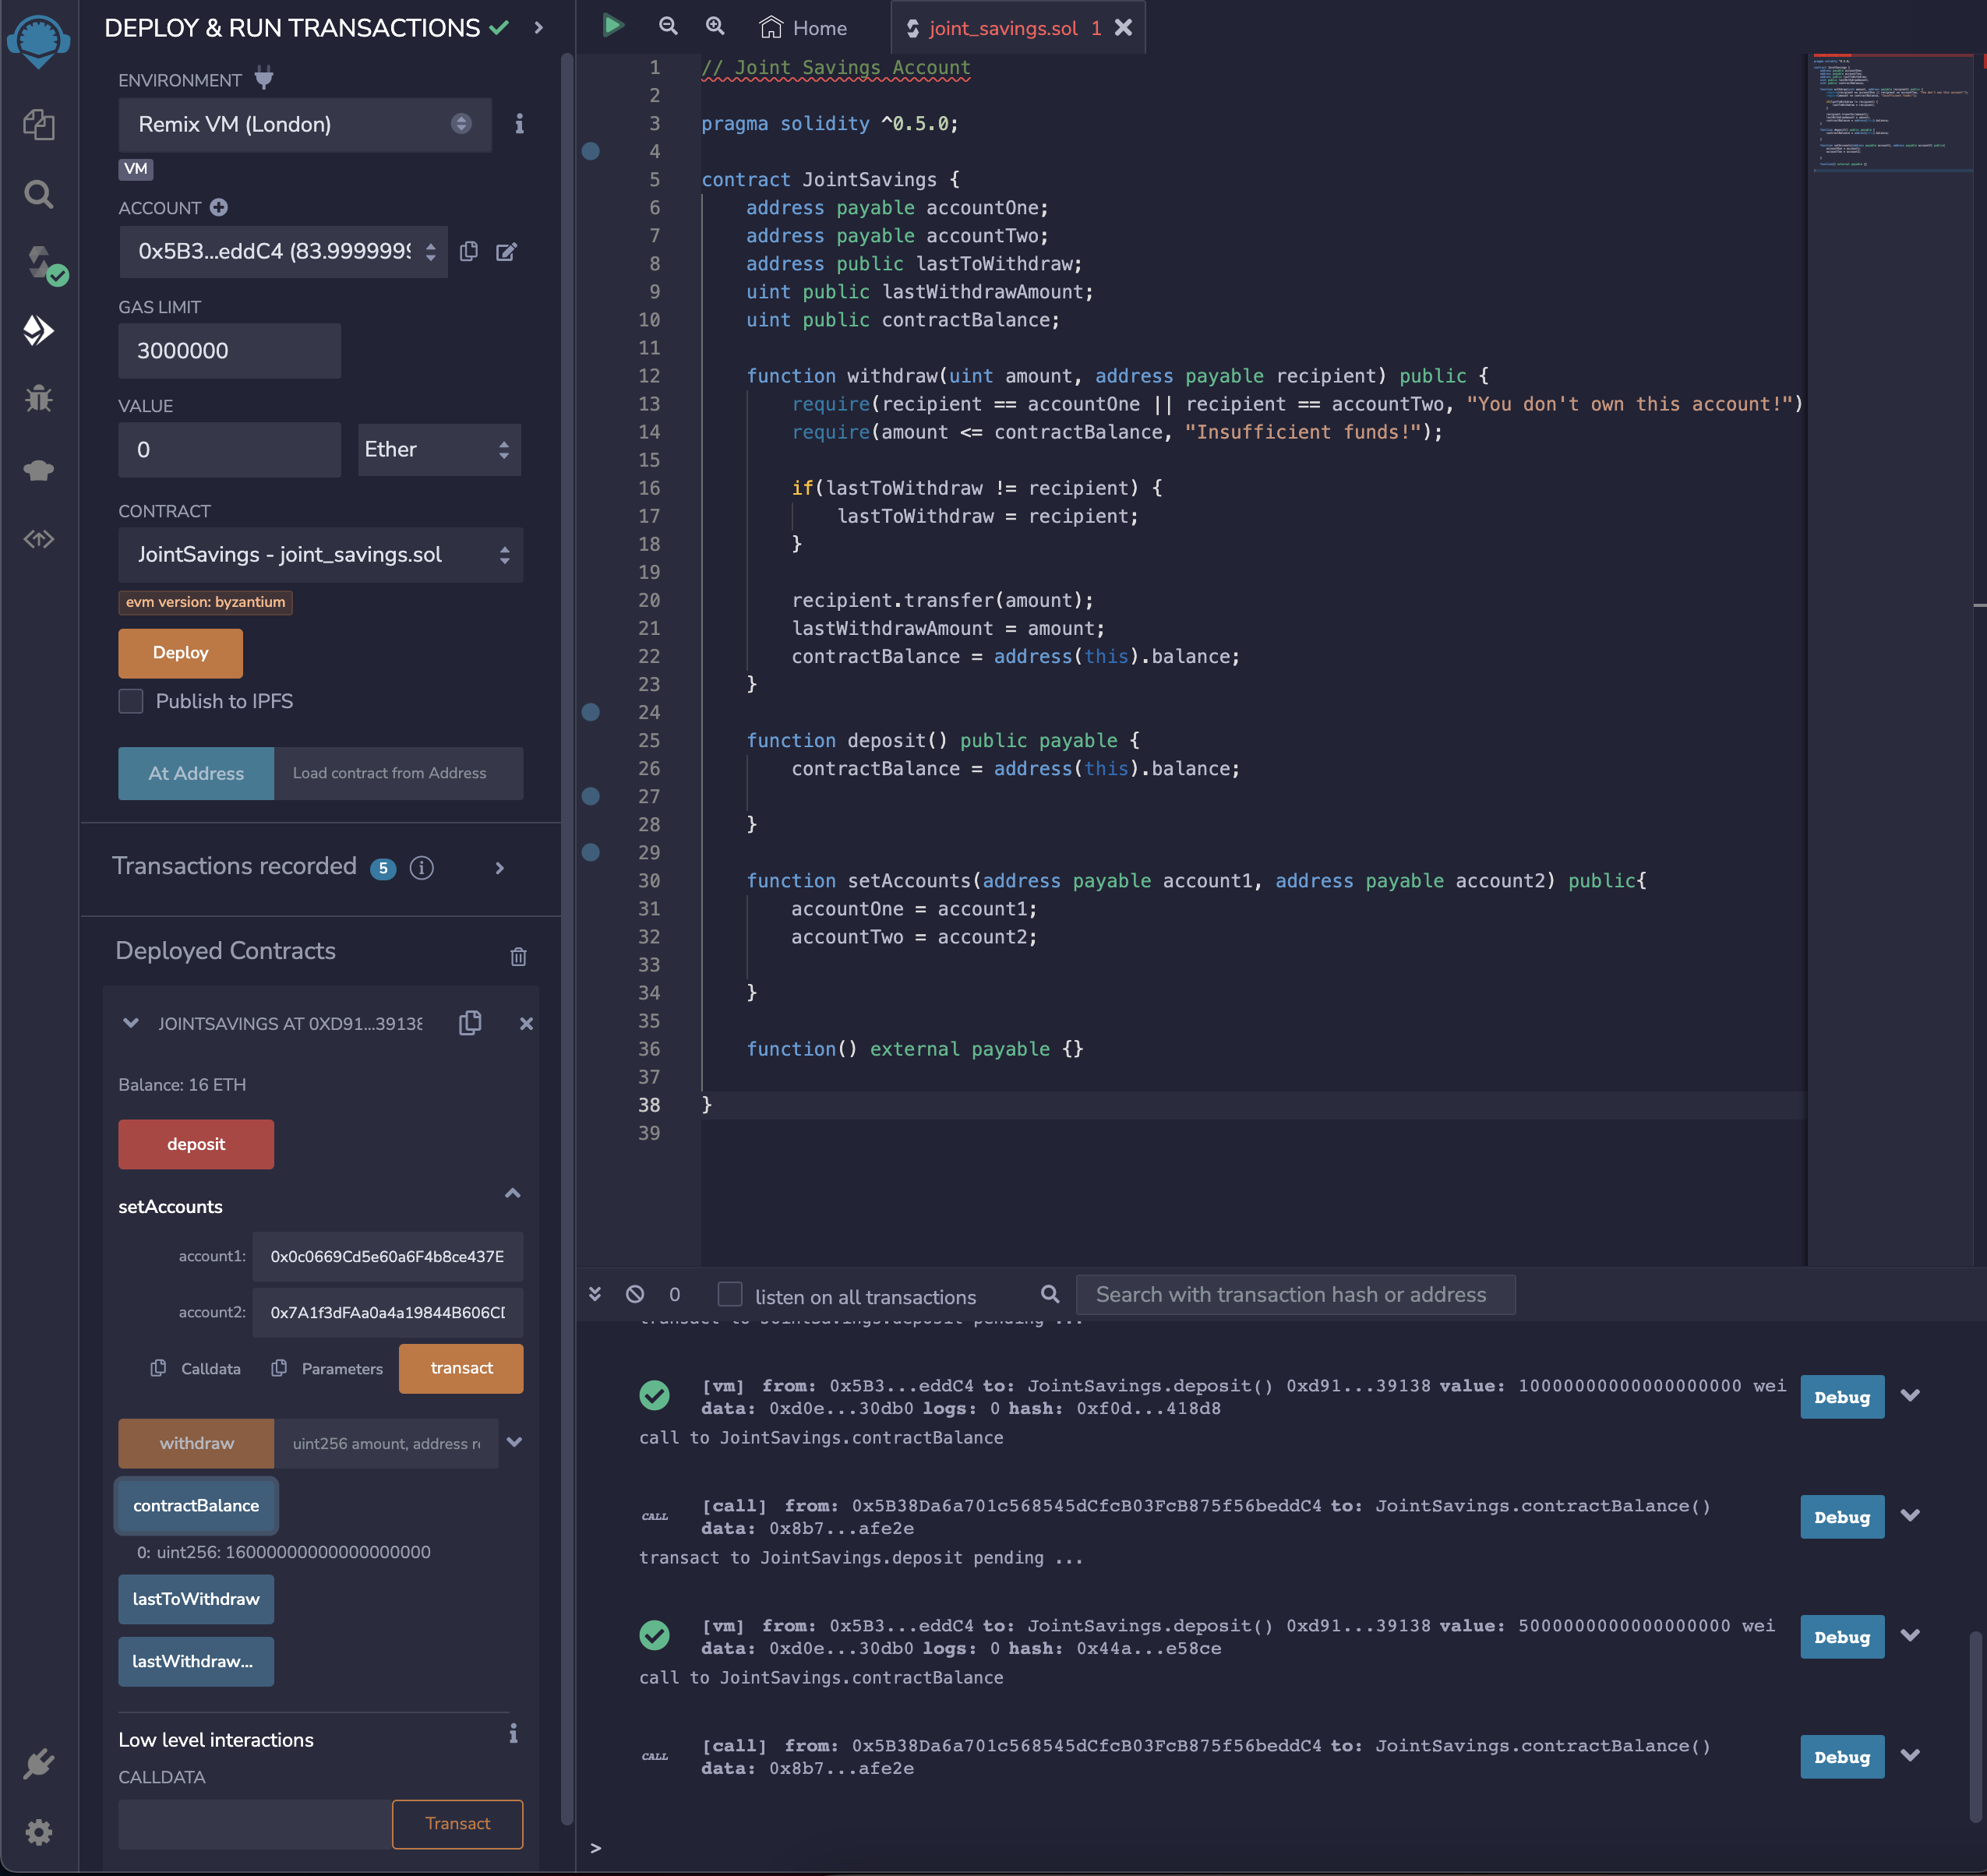 DEPLOY & RUN TRANSACTIONS
ENVIRONMENT
Remix VM (London)
VM
ACCOUNT
0x5B3...eddC4 (83.9999999
GAS LIMIT
3000000
VALUE
0
Ether
CONTRACT
JointSavings - joint_savings.sol
evm version: byzantium
Deploy
Publish to IPFS
At Address
Load contract from Address
Transactions recorded 5
Deployed Contracts
JOINTSAVINGS AT 0XD91...39138
Balance: 16 ETH
deposit
setAccounts
account1: 0x0c0669Cd5e60a6F4b8ce437E
account2: 0x7A1f3dFAa0a4a19844B606CD
Calldata
Parameters
transact
withdraw
uint256 amount, address re
contractBalance
0: uint256: 16000000000000000000
lastToWithdraw
lastWithdraw...
Low level interactions
CALLDATA
Transact
Home
joint_savings.sol 1
1 // Joint Savings Account
2
3 pragma solidity ^0.5.0;
4
5 contract JointSavings {
6 address payable accountOne;
7 address payable accountTwo;
8 address public lastToWithdraw;
9 uint public lastWithdrawAmount;
10 uint public contractBalance;
11
12 function withdraw(uint amount, address payable recipient) public {
13 require(recipient == accountOne || recipient == accountTwo, "You don't own this account!")
14 require(amount <= contractBalance, "Insufficient funds!");
15
16 if(lastToWithdraw != recipient) {
17 lastToWithdraw = recipient;
18 }
19
20 recipient.transfer(amount);
21 lastWithdrawAmount = amount;
22 contractBalance = address(this).balance;
23 }
24
25 function deposit() public payable {
26 contractBalance = address(this).balance;
27
28 }
29
30 function setAccounts(address payable account1, address payable account2) public{
31 accountOne = account1;
32 accountTwo = account2;
33
34 }
35
36 function() external payable {}
37
38 }
39
0
listen on all transactions
Search with transaction hash or address
transact to JointSavings.deposit pending ...
[vm] from: 0x5B3...eddC4 to: JointSavings.deposit() 0xd91...39138 value: 10000000000000000000 wei
data: 0xd0e...30db0 logs: 0 hash: 0xf0d...418d8
Debug
call to JointSavings.contractBalance
CALL
[call] from: 0x5B38Da6a701c568545dCfcB03FcB875f56beddC4 to: JointSavings.contractBalance()
data: 0x8b7...afe2e
Debug
transact to JointSavings.deposit pending ...
[vm] from: 0x5B3...eddC4 to: JointSavings.deposit() 0xd91...39138 value: 5000000000000000000 wei
data: 0xd0e...30db0 logs: 0 hash: 0x44a...e58ce
Debug
call to JointSavings.contractBalance
CALL
[call] from: 0x5B38Da6a701c568545dCfcB03FcB875f56beddC4 to: JointSavings.contractBalance()
data: 0x8b7...afe2e
Debug
>